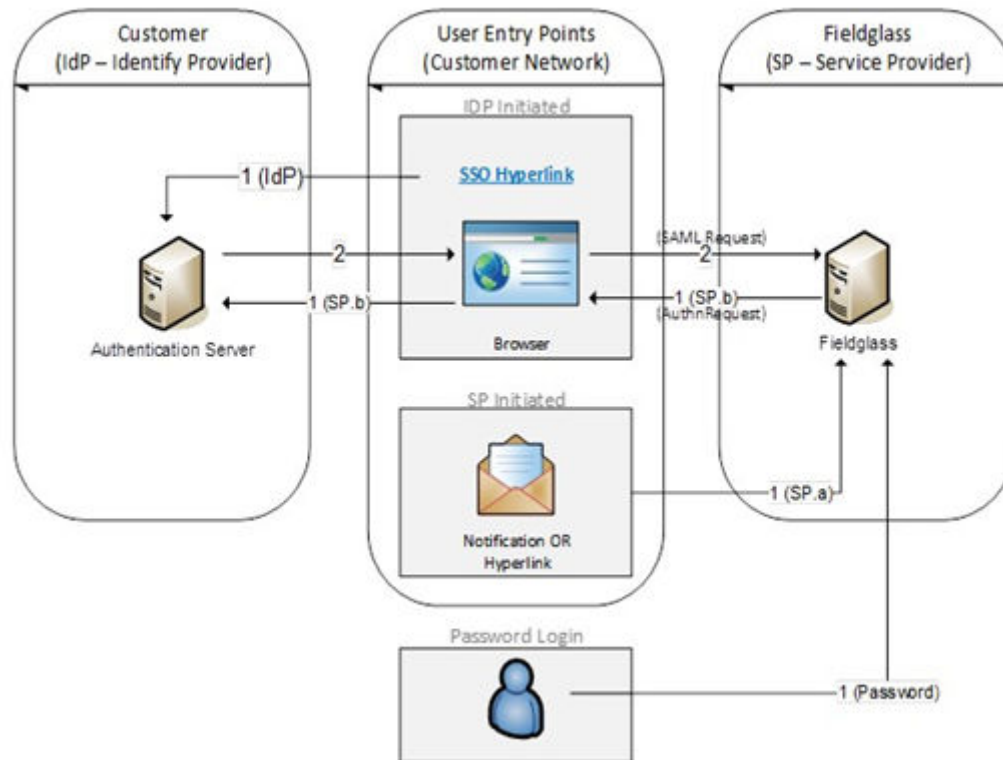 Customer
(IdP – Identify Provider)
User Entry Points
(Customer Network)
Fieldglass
(SP – Service Provider)
IDP Initiated
SSO Hyperlink
1 (IdP)
2
1 (SP.b)
Authentication Server
Browser
(SAML Request)
2
1 (SP.b)
(AuthnRequest)
Fieldglass
SP Initiated
Notification OR
Hyperlink
1 (SP.a)
Password Login
1 (Password)